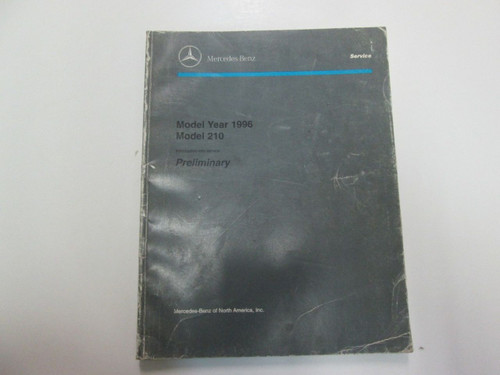 Mercedes-Benz
Service
Model Year 1996
Model 210
Preliminary
Mercedes-Benz of North America, Inc.